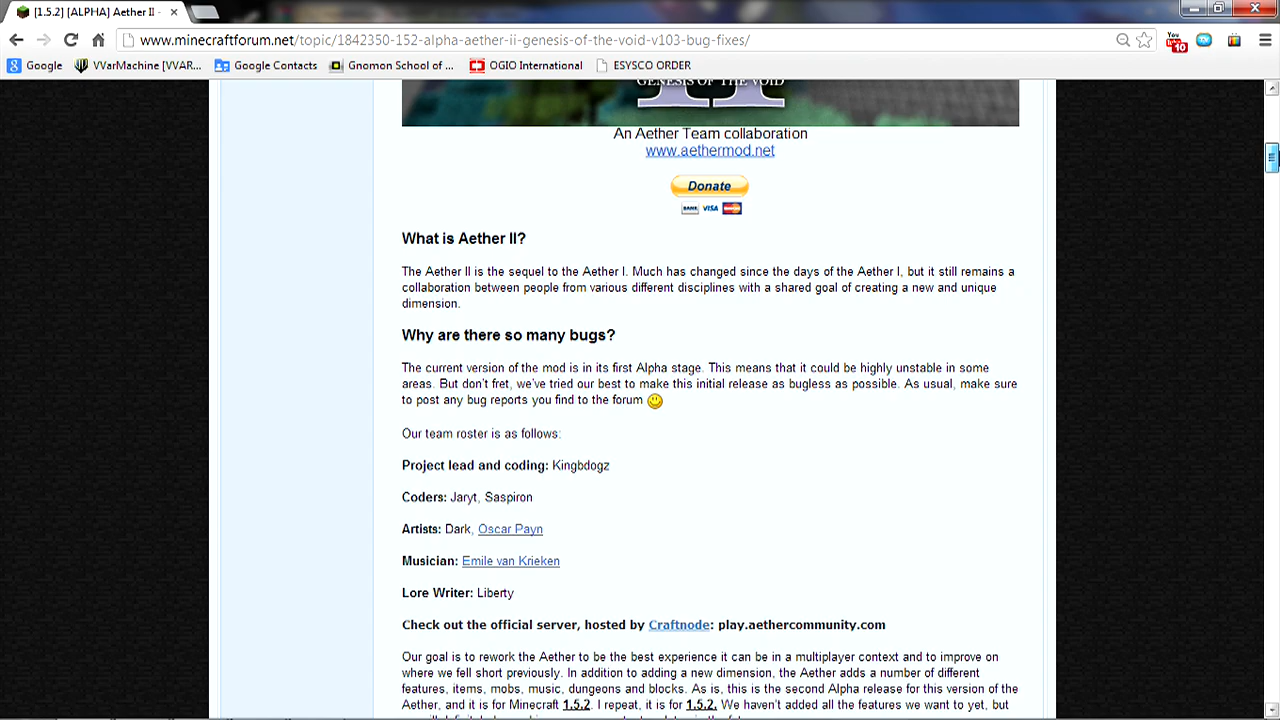 [1.5.2] [ALPHA] Aether II -
www.minecraftforum.net/topic/1842350-152-alpha-aether-ii-genesis-of-the-void-v103-bug-fixes/
You
10
Google
VVarMachine [VVAR...
Google Contacts
Gnomon School of ...
OGIO International
ESYSCO ORDER
GENESIS OF THE VOID
II
An Aether Team collaboration
www.aethermod.net
Donate
BANK VISA
What is Aether II?
The Aether II is the sequel to the Aether I. Much has changed since the days of the Aether I, but it still remains a
collaboration between people from various different disciplines with a shared goal of creating a new and unique
dimension.
Why are there so many bugs?
The current version of the mod is in its first Alpha stage. This means that it could be highly unstable in some
areas. But don't fret, we've tried our best to make this initial release as bugless as possible. As usual, make sure
to post any bug reports you find to the forum
Our team roster is as follows:
Project lead and coding: Kingbdogz
Coders: Jaryt, Saspiron
Artists: Dark, Oscar Payn
Musician: Emile van Krieken
Lore Writer: Liberty
Check out the official server, hosted by Craftnode: play.aethercommunity.com
Our goal is to rework the Aether to be the best experience it can be in a multiplayer context and to improve on
where we fell short previously. In addition to adding a new dimension, the Aether adds a number of different
features, items, mobs, music, dungeons and blocks. As is, this is the second Alpha release for this version of the
Aether, and it is for Minecraft 1.5.2. I repeat, it is for 1.5.2. We haven't added all the features we want to yet, but